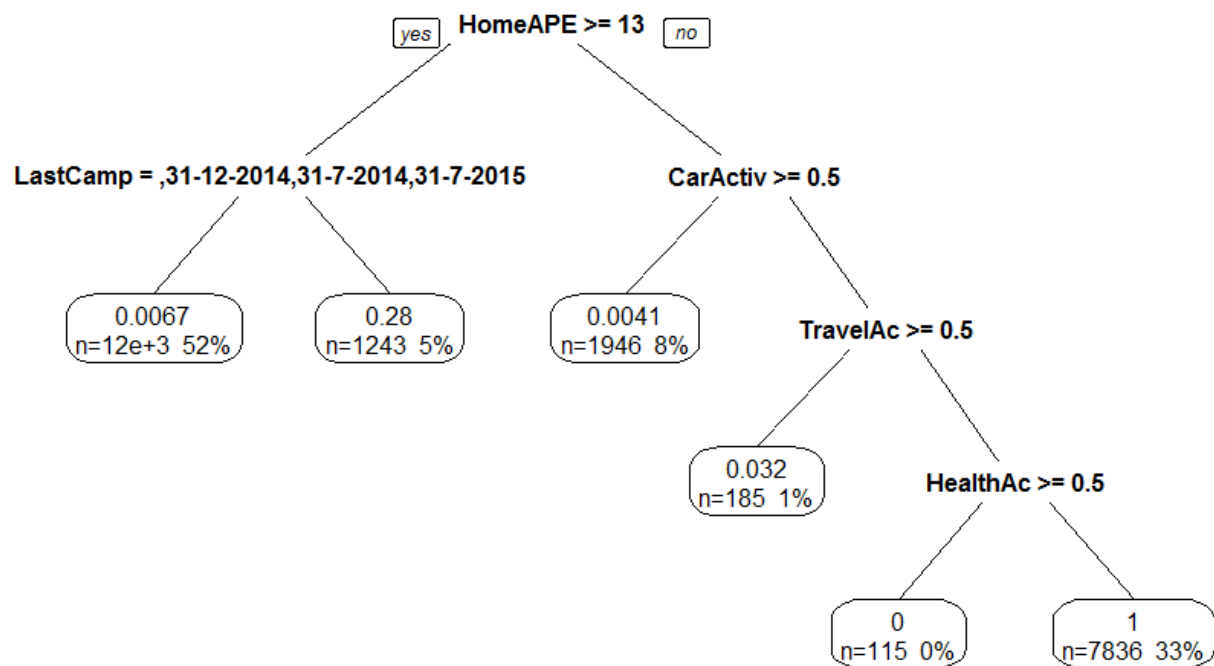 yes
HomeAPE >= 13
no
LastCamp = ,31-12-2014,31-7-2014,31-7-2015
CarActiv >= 0.5
0.0067
n=12e+3 52%
0.28
n=1243 5%
0.0041
n=1946 8%
TravelAc >= 0.5
0.032
n=185 1%
HealthAc >= 0.5
0
n=115 0%
1
n=7836 33%